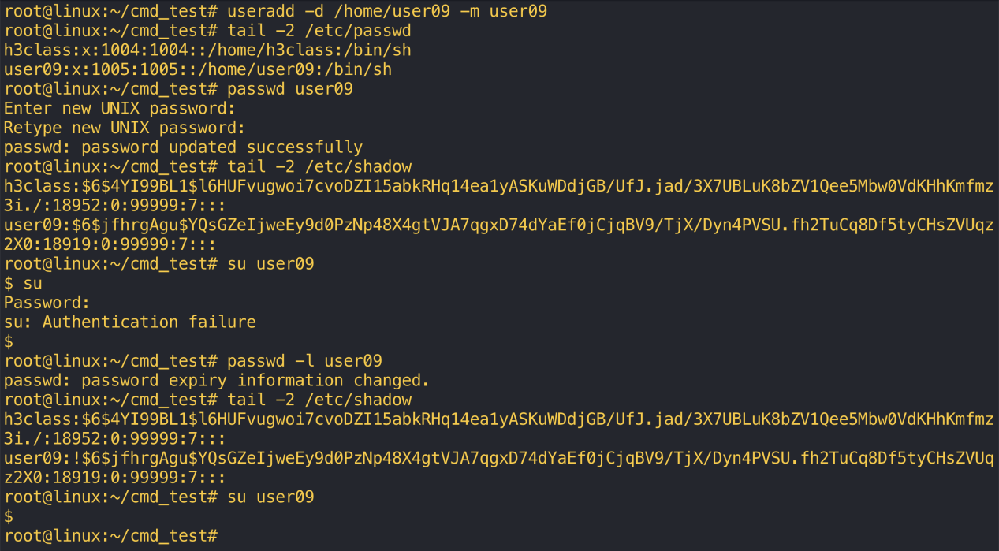 root@linux:~/cmd_test# useradd -d /home/user09 -m user09
root@linux:~/cmd_test# tail -2 /etc/passwd
h3class:x:1004:1004::/home/h3class:/bin/sh
user09:x:1005:1005::/home/user09:/bin/sh
root@linux:~/cmd_test# passwd user09
Enter new UNIX password:
Retype new UNIX password:
passwd: password updated successfully
root@linux:~/cmd_test# tail -2 /etc/shadow
h3class:$6$4YI99BL1$l6HUFvugwoi7cvoDZI15abkRHq14ea1yASKuWDdjGB/UfJ.jad/3X7UBLuK8bZV1Qee5Mbw0VdKHhKmfmz
3i./:18952:0:99999:7:::
user09:$6$jfhrgAgu$YQsGZeIjweEy9d0PzNp48X4gtVJA7qgxD74dYaEf0jCjqBV9/TjX/Dyn4PVSU.fh2TuCq8Df5tyCHsZVUqz
2X0:18919:0:99999:7:::
root@linux:~/cmd_test# su user09
$ su
Password:
su: Authentication failure
$
root@linux:~/cmd_test# passwd -l user09
passwd: password expiry information changed.
root@linux:~/cmd_test# tail -2 /etc/shadow
h3class:$6$4YI99BL1$l6HUFvugwoi7cvoDZI15abkRHq14ea1yASKuWDdjGB/UfJ.jad/3X7UBLuK8bZV1Qee5Mbw0VdKHhKmfmz
3i./:18952:0:99999:7:::
user09:!$6$jfhrgAgu$YQsGZeIjweEy9d0PzNp48X4gtVJA7qgxD74dYaEf0jCjqBV9/TjX/Dyn4PVSU.fh2TuCq8Df5tyCHsZVUq
z2X0:18919:0:99999:7:::
root@linux:~/cmd_test# su user09
$
root@linux:~/cmd_test#